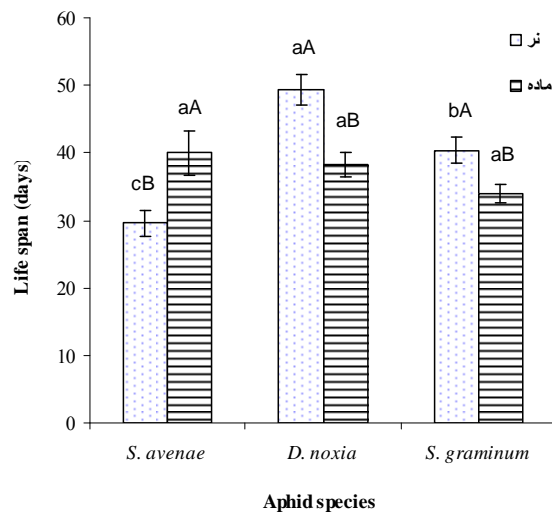 60
50
40
30
20
10
0
Life span (days)
نر
ماده
cB
aA
aA
aB
bA
aB
S. avenae
D. noxia
S. graminum
Aphid species